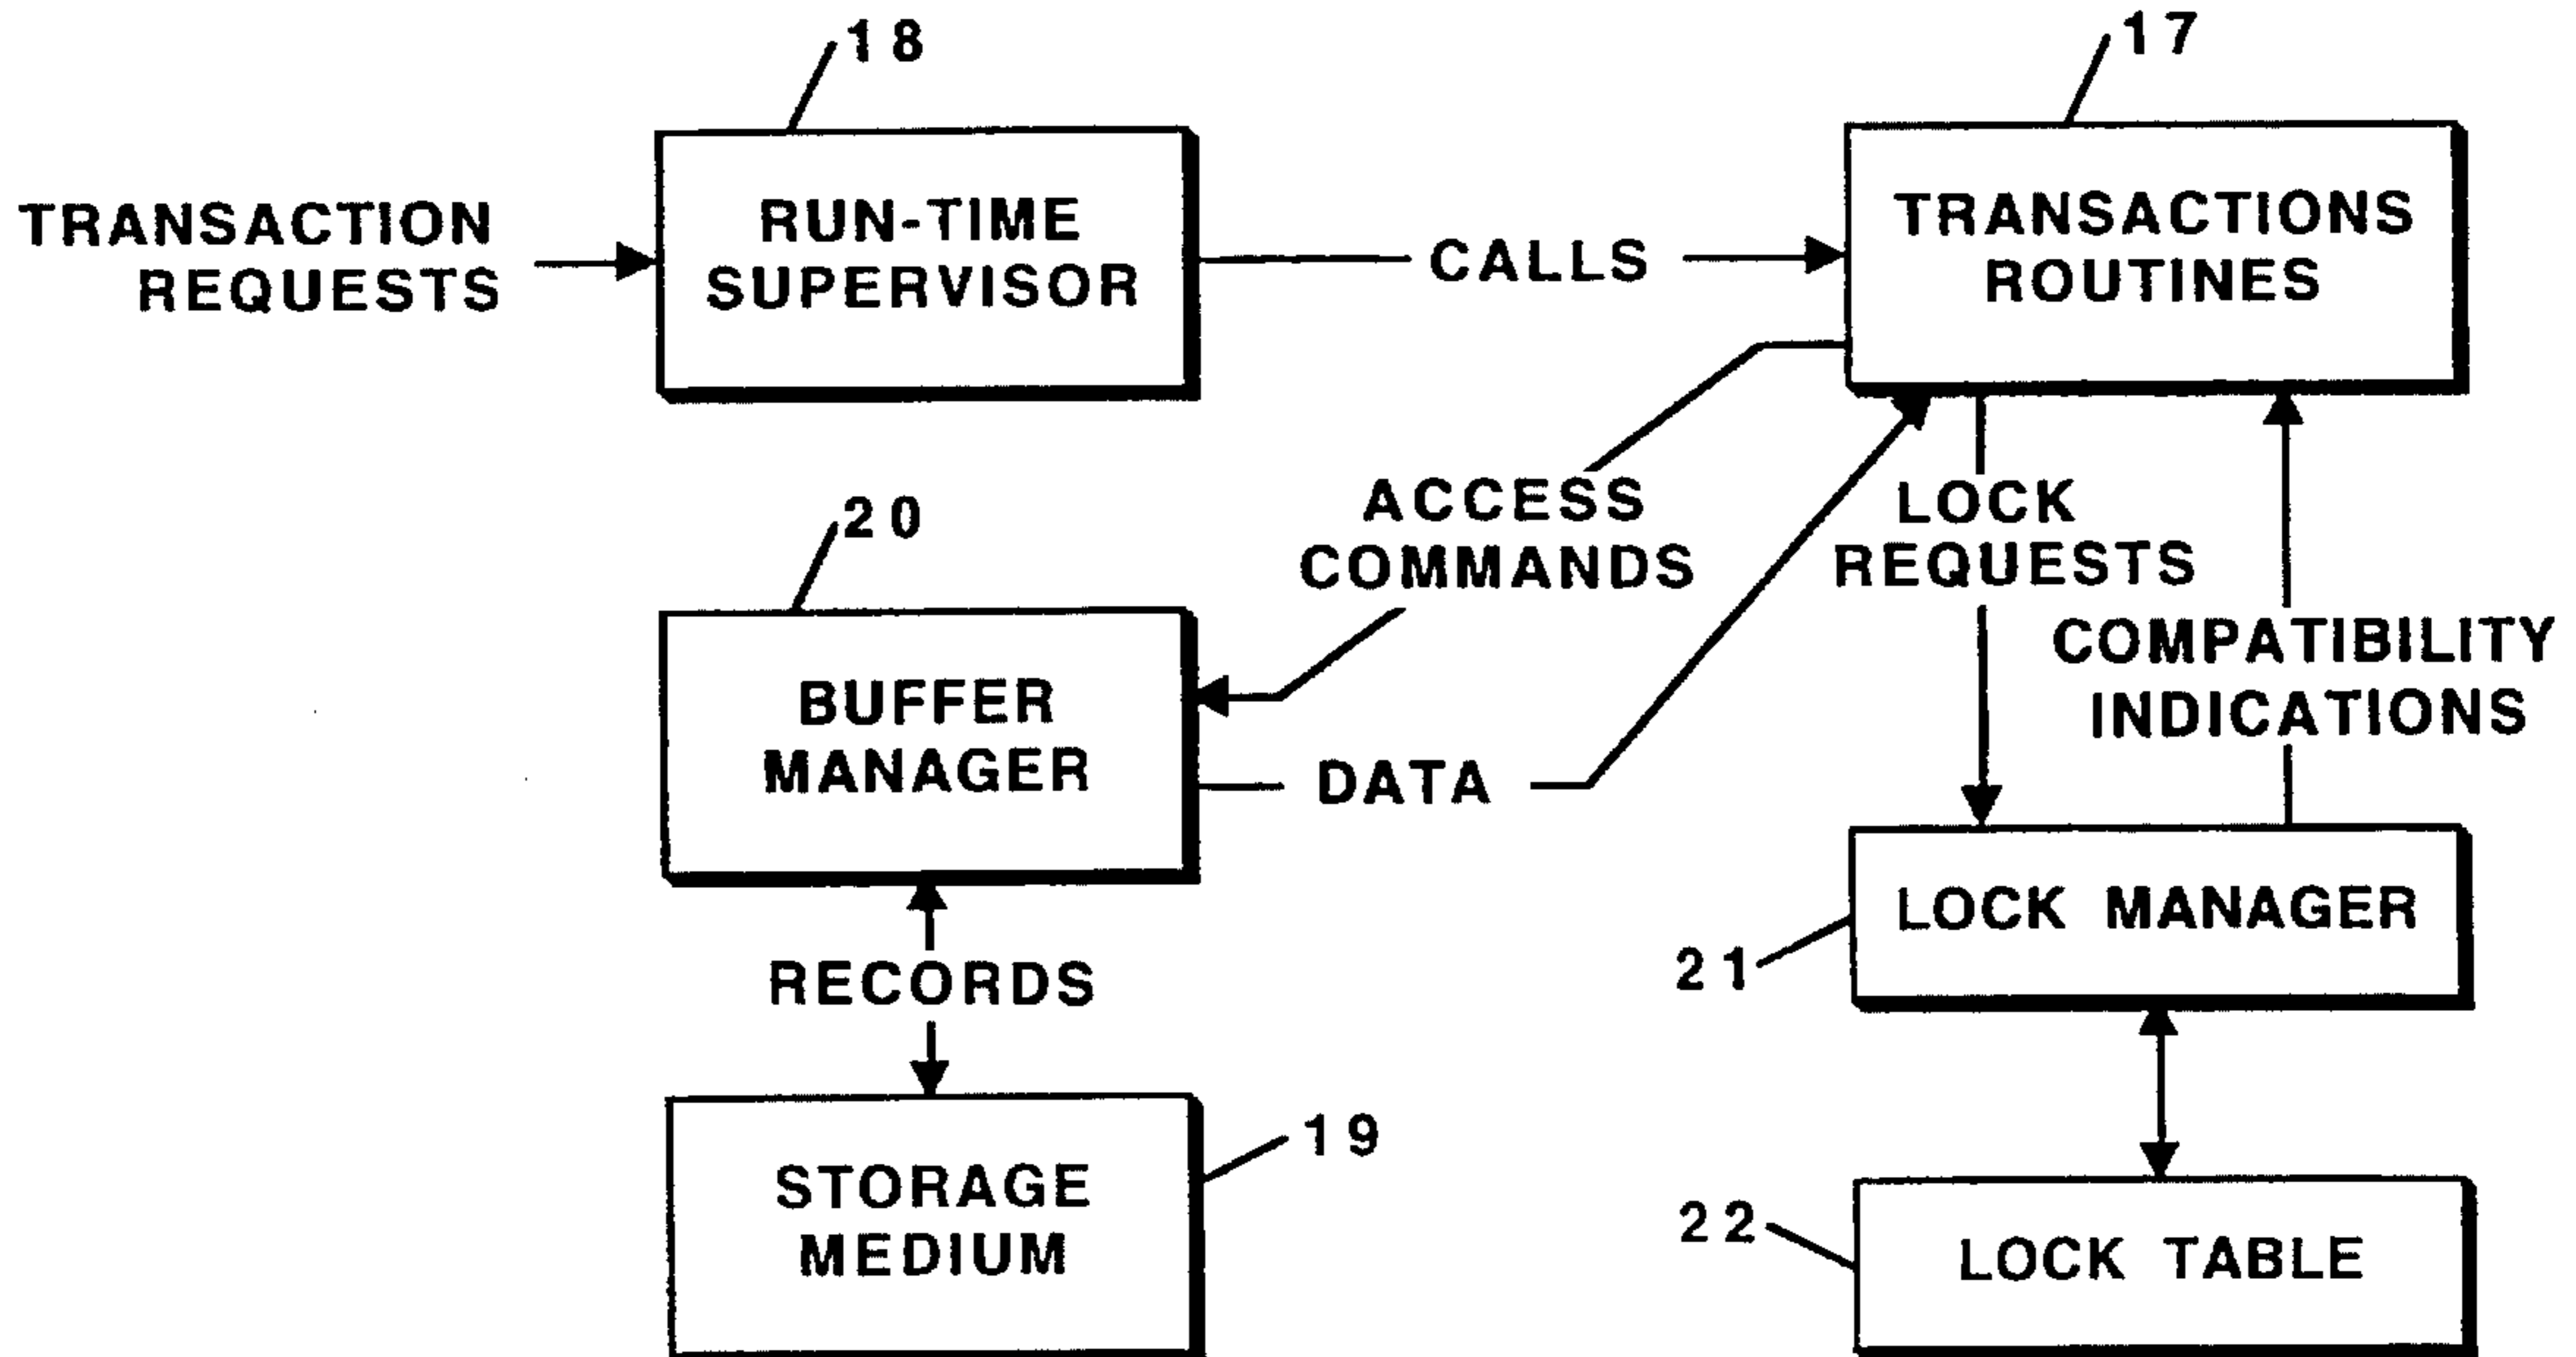 18
17
TRANSACTION
REQUESTS
RUN-TIME
SUPERVISOR
CALLS
TRANSACTIONS
ROUTINES
20
ACCESS
COMMANDS
LOCK
REQUESTS
BUFFER
MANAGER
DATA
COMPATIBILITY
INDICATIONS
RECORDS
21
LOCK MANAGER
19
STORAGE
MEDIUM
22
LOCK TABLE